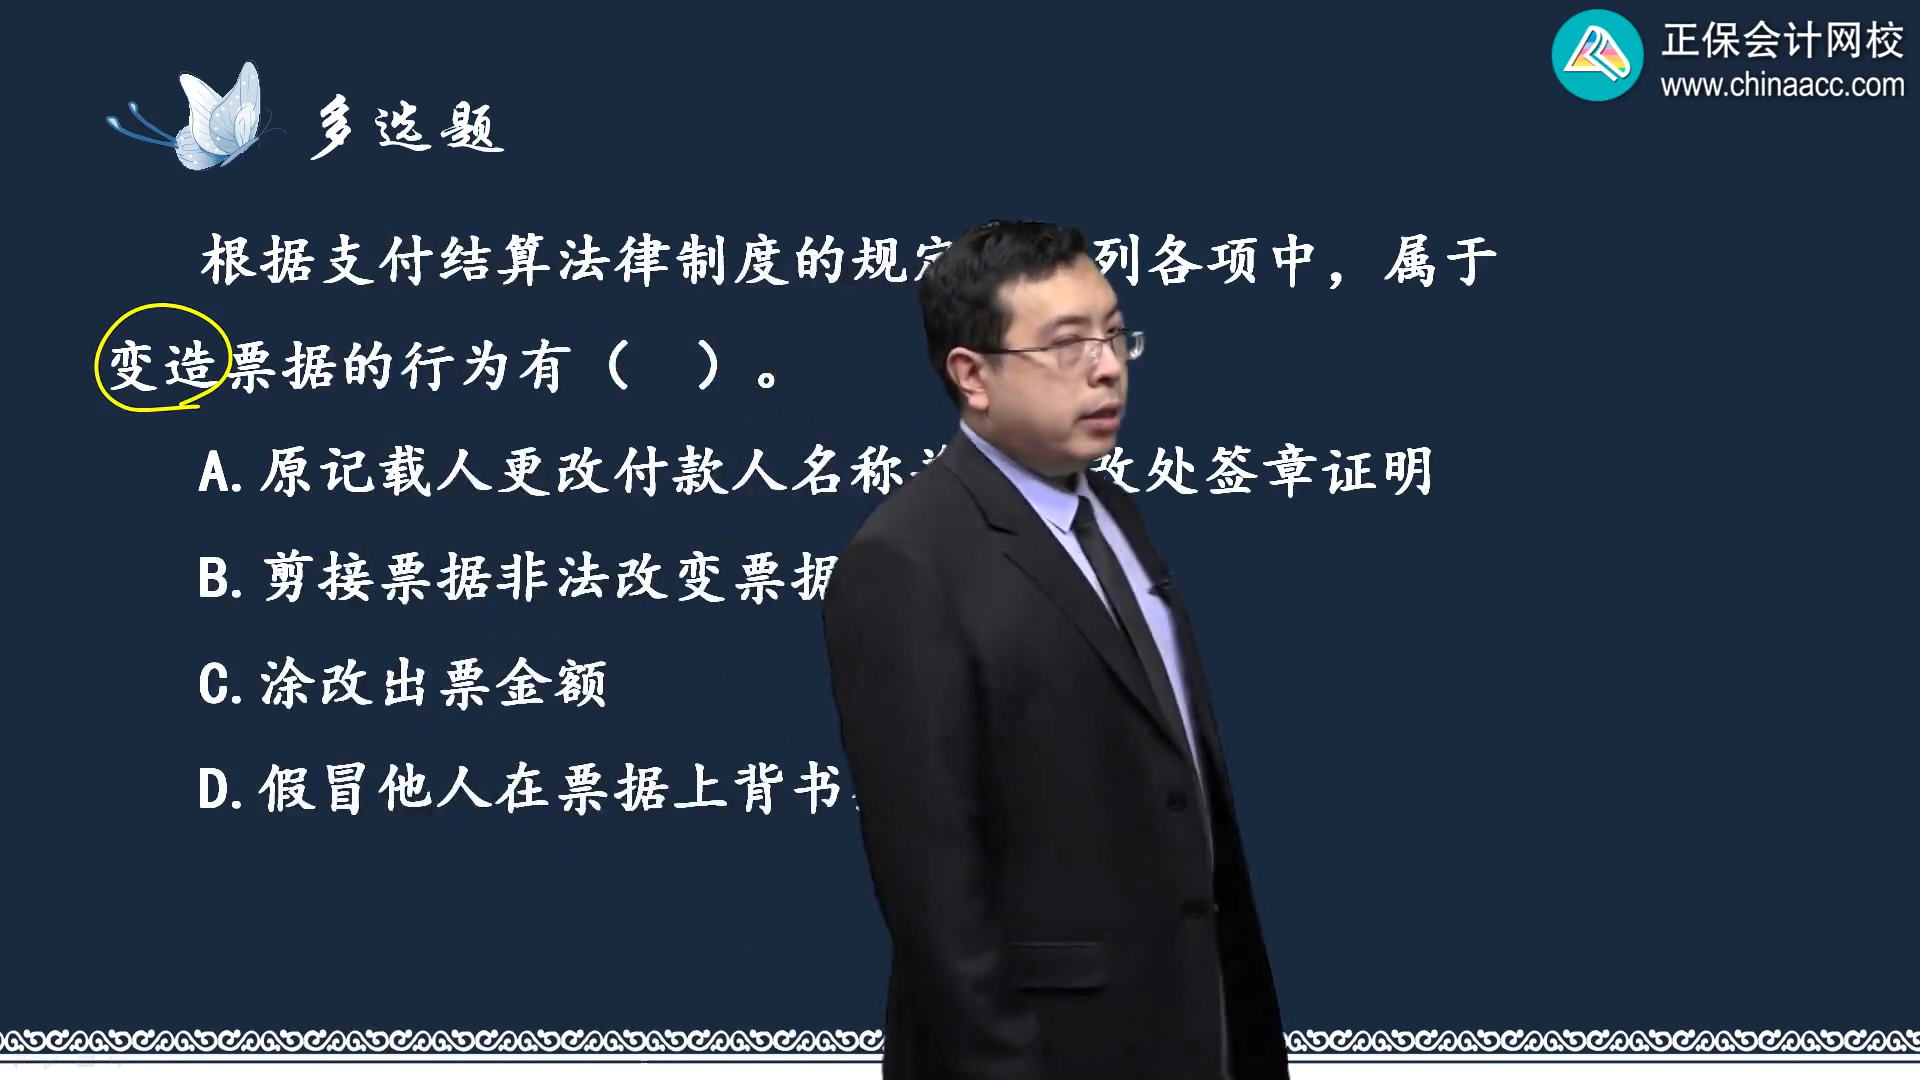 正保会计网校
www.chinaacc.com
多选题
根据支付结算法律制度的规定 列各项中，属于
变造票据的行为有（　）。
A.原记载人更改付款人名称 改处签章证明
B.剪接票据非法改变票据
C.涂改出票金额
D.假冒他人在票据上背书